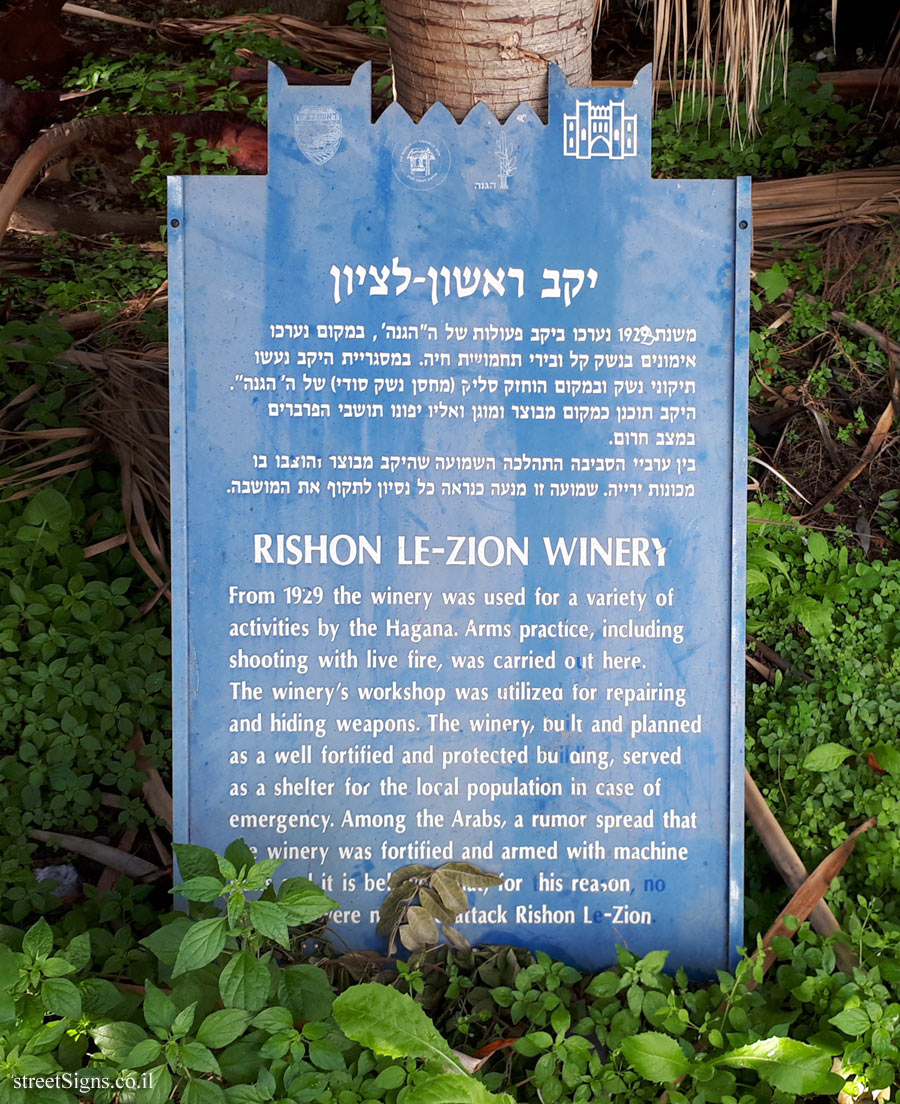 הגנה
יקב ראשון-לציון
משנת 1929 נערכו ביקב פעולות של ה"הגנה', במקום נערכו
אימונים בנשק קל ובירי תחמושית חיה. במסגריית היקב נעשו
תיקוני נשק ובמקום הוחזק סליק (מחסן נשק סודי) של ה' הגנה".
היקב תוכנן כמקום מבוצר ומוגן ואליו יפונו תושבי הפרברים
במצב חרום.
בין ערביי הסביבה התהלכה השמועה שהיקב מבוצר והוצבו בו
מכונות ירייה. שמועה זו מנעה כנראה כל נסיון לתקוף את המושבה.
RISHON LE-ZION WINERY
From 1929 the winery was used for a variety of
activities by the Hagana. Arms practice, including
shooting with live fire, was carried out here.
The winery's workshop was utilized for repairing
and hiding weapons. The winery, built and planned
as a well fortified and protected building, served
as a shelter for the local population in case of
emergency. Among the Arabs, a rumor spread that
winery was fortified and armed with machine
it is for this reason, no
attack Rishon Le-Zion
streetSigns.co.il